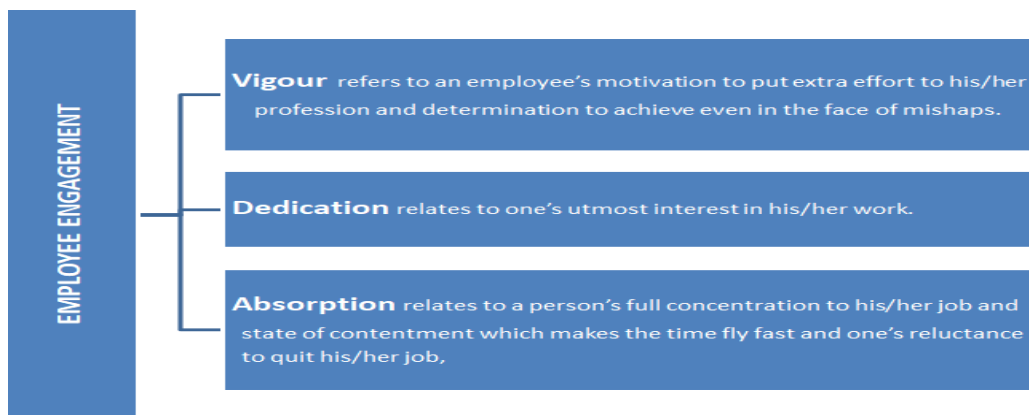 EMPLOYEE ENGAGEMENT
Vigour refers to an employee’s motivation to put extra effort to his/her
profession and determination to achieve even in the face of mishaps.
Dedication relates to one’s utmost interest in his/her work.
Absorption relates to a person’s full concentration to his/her job and
state of contentment which makes the time fly fast and one’s reluctance
to quit his/her job,